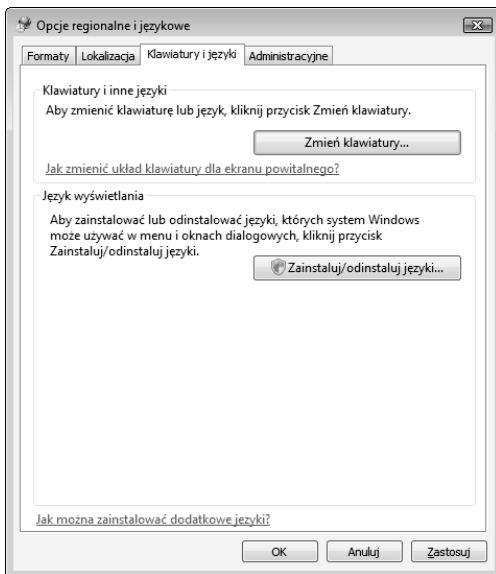 Opcje regionalne i językowe
Formaty Lokalizacja Klawiatury i języki Administracyjne
Klawiatury i inne języki
Aby zmienić klawiaturę lub język, kliknij przycisk Zmień klawiatury.
Zmień klawiatury...
Jak zmienić układ klawiatury dla ekranu powitalnego?
Język wyświetlania
Aby zainstalować lub odinstalować języki, których system Windows
może używać w menu i oknach dialogowych, kliknij przycisk
Zainstaluj/odinstaluj języki.
Zainstaluj/odinstaluj języki...
Jak można zainstalować dodatkowe języki?
OK Anuluj Zastosuj